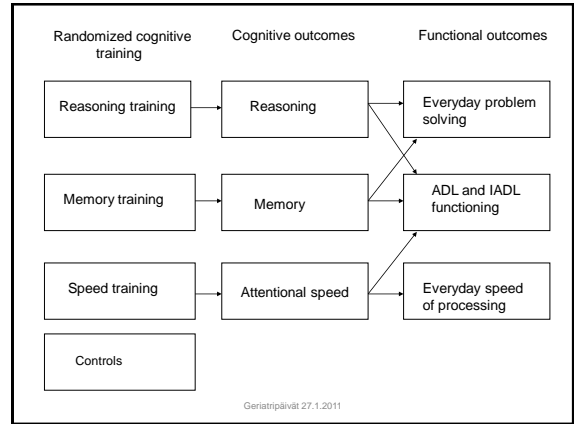 Randomized cognitive
training
Cognitive outcomes
Functional outcomes
Reasoning training
Reasoning
Everyday problem
solving
Memory training
Memory
ADL and IADL
functioning
Speed training
Attentional speed
Everyday speed
of processing
Controls
Geriatripäivät 27.1.2011